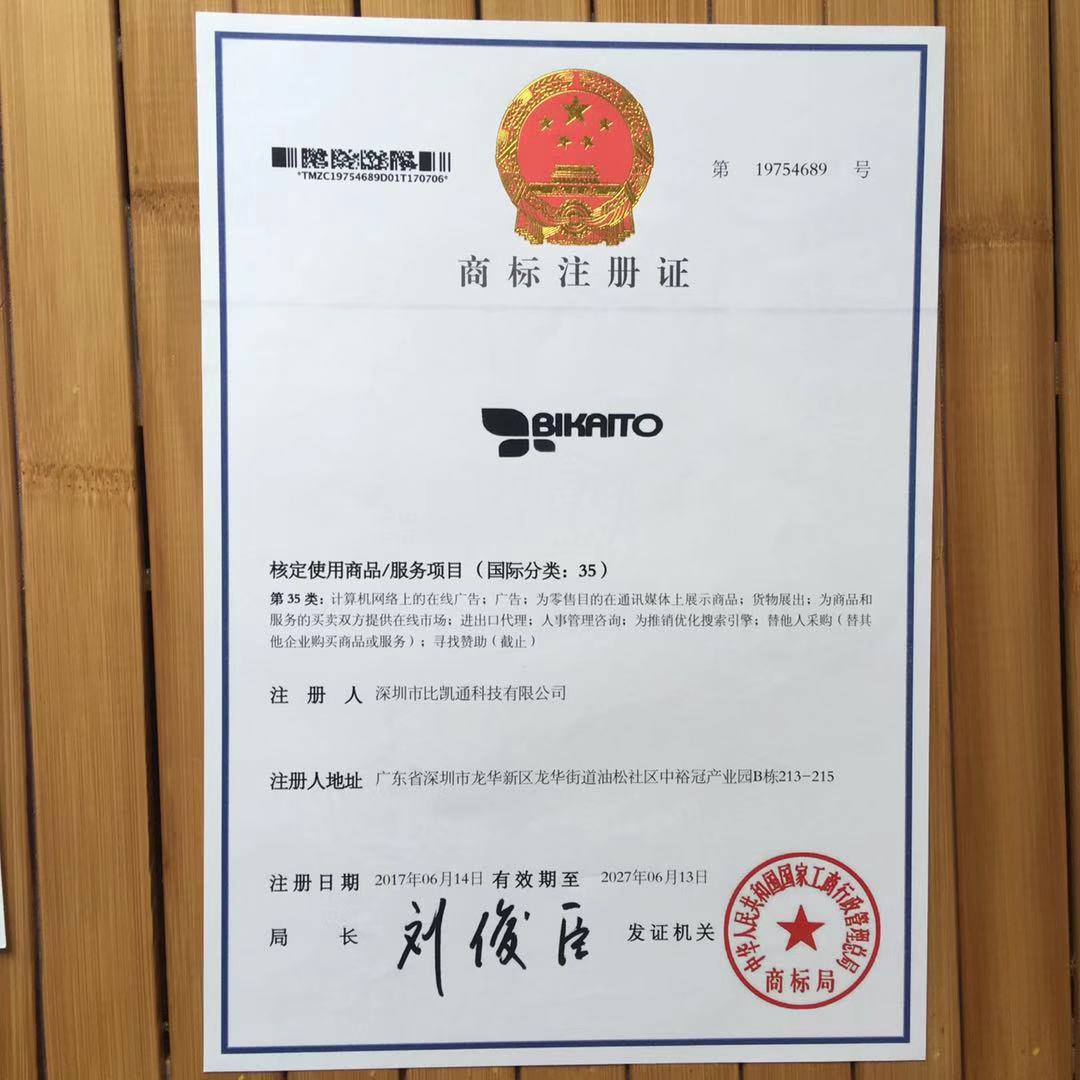 *TMZC19754689D01T170706*
第 19754689 号
商标注册证
BIKAITO
核定使用商品/服务项目（国际分类：35）
第 35 类：计算机网络上的在线广告；广告；为零售目的在通讯媒体上展示商品；货物展出；为商品和
服务的买卖双方提供在线市场；进出口代理；人事管理咨询；为推销优化搜索引擎；替他人采购（替其
他企业购买商品或服务）；寻找赞助（截止）
注 册 人 深圳市比凯通科技有限公司
注册人地址 广东省深圳市龙华新区龙华街道油松社区中裕冠产业园B栋213-215
注册日期 2017年06月14日 有效期至 2027年06月13日
局 长 刘俊臣 发证机关
中华人民共和国国家工商行政管理总局
商标局